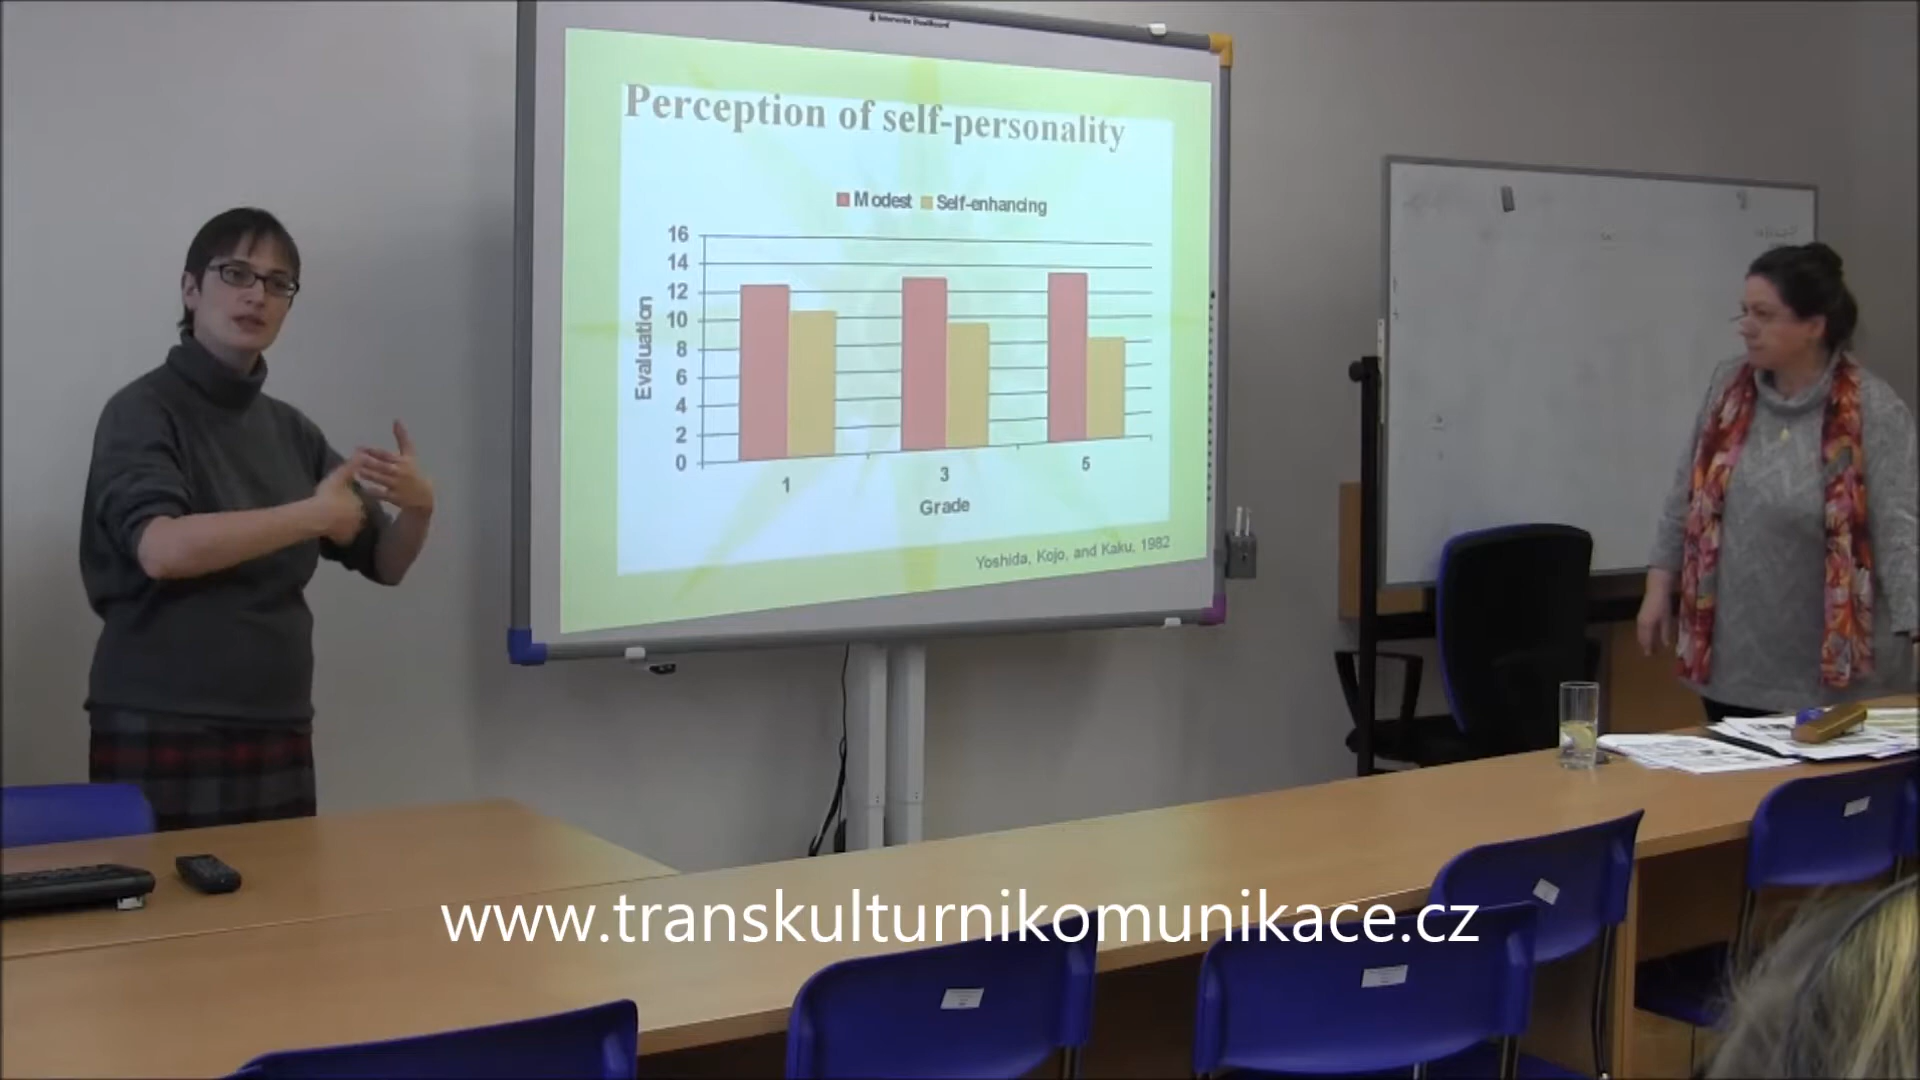 Perception of self-personality
Modest Self-enhancing
16
14
12
10
8
6
4
2
0
Evaluation
1 3 5
Grade
Yoshida, Kojo, and Kaku, 1982
www.transkulturnikomunikace.cz